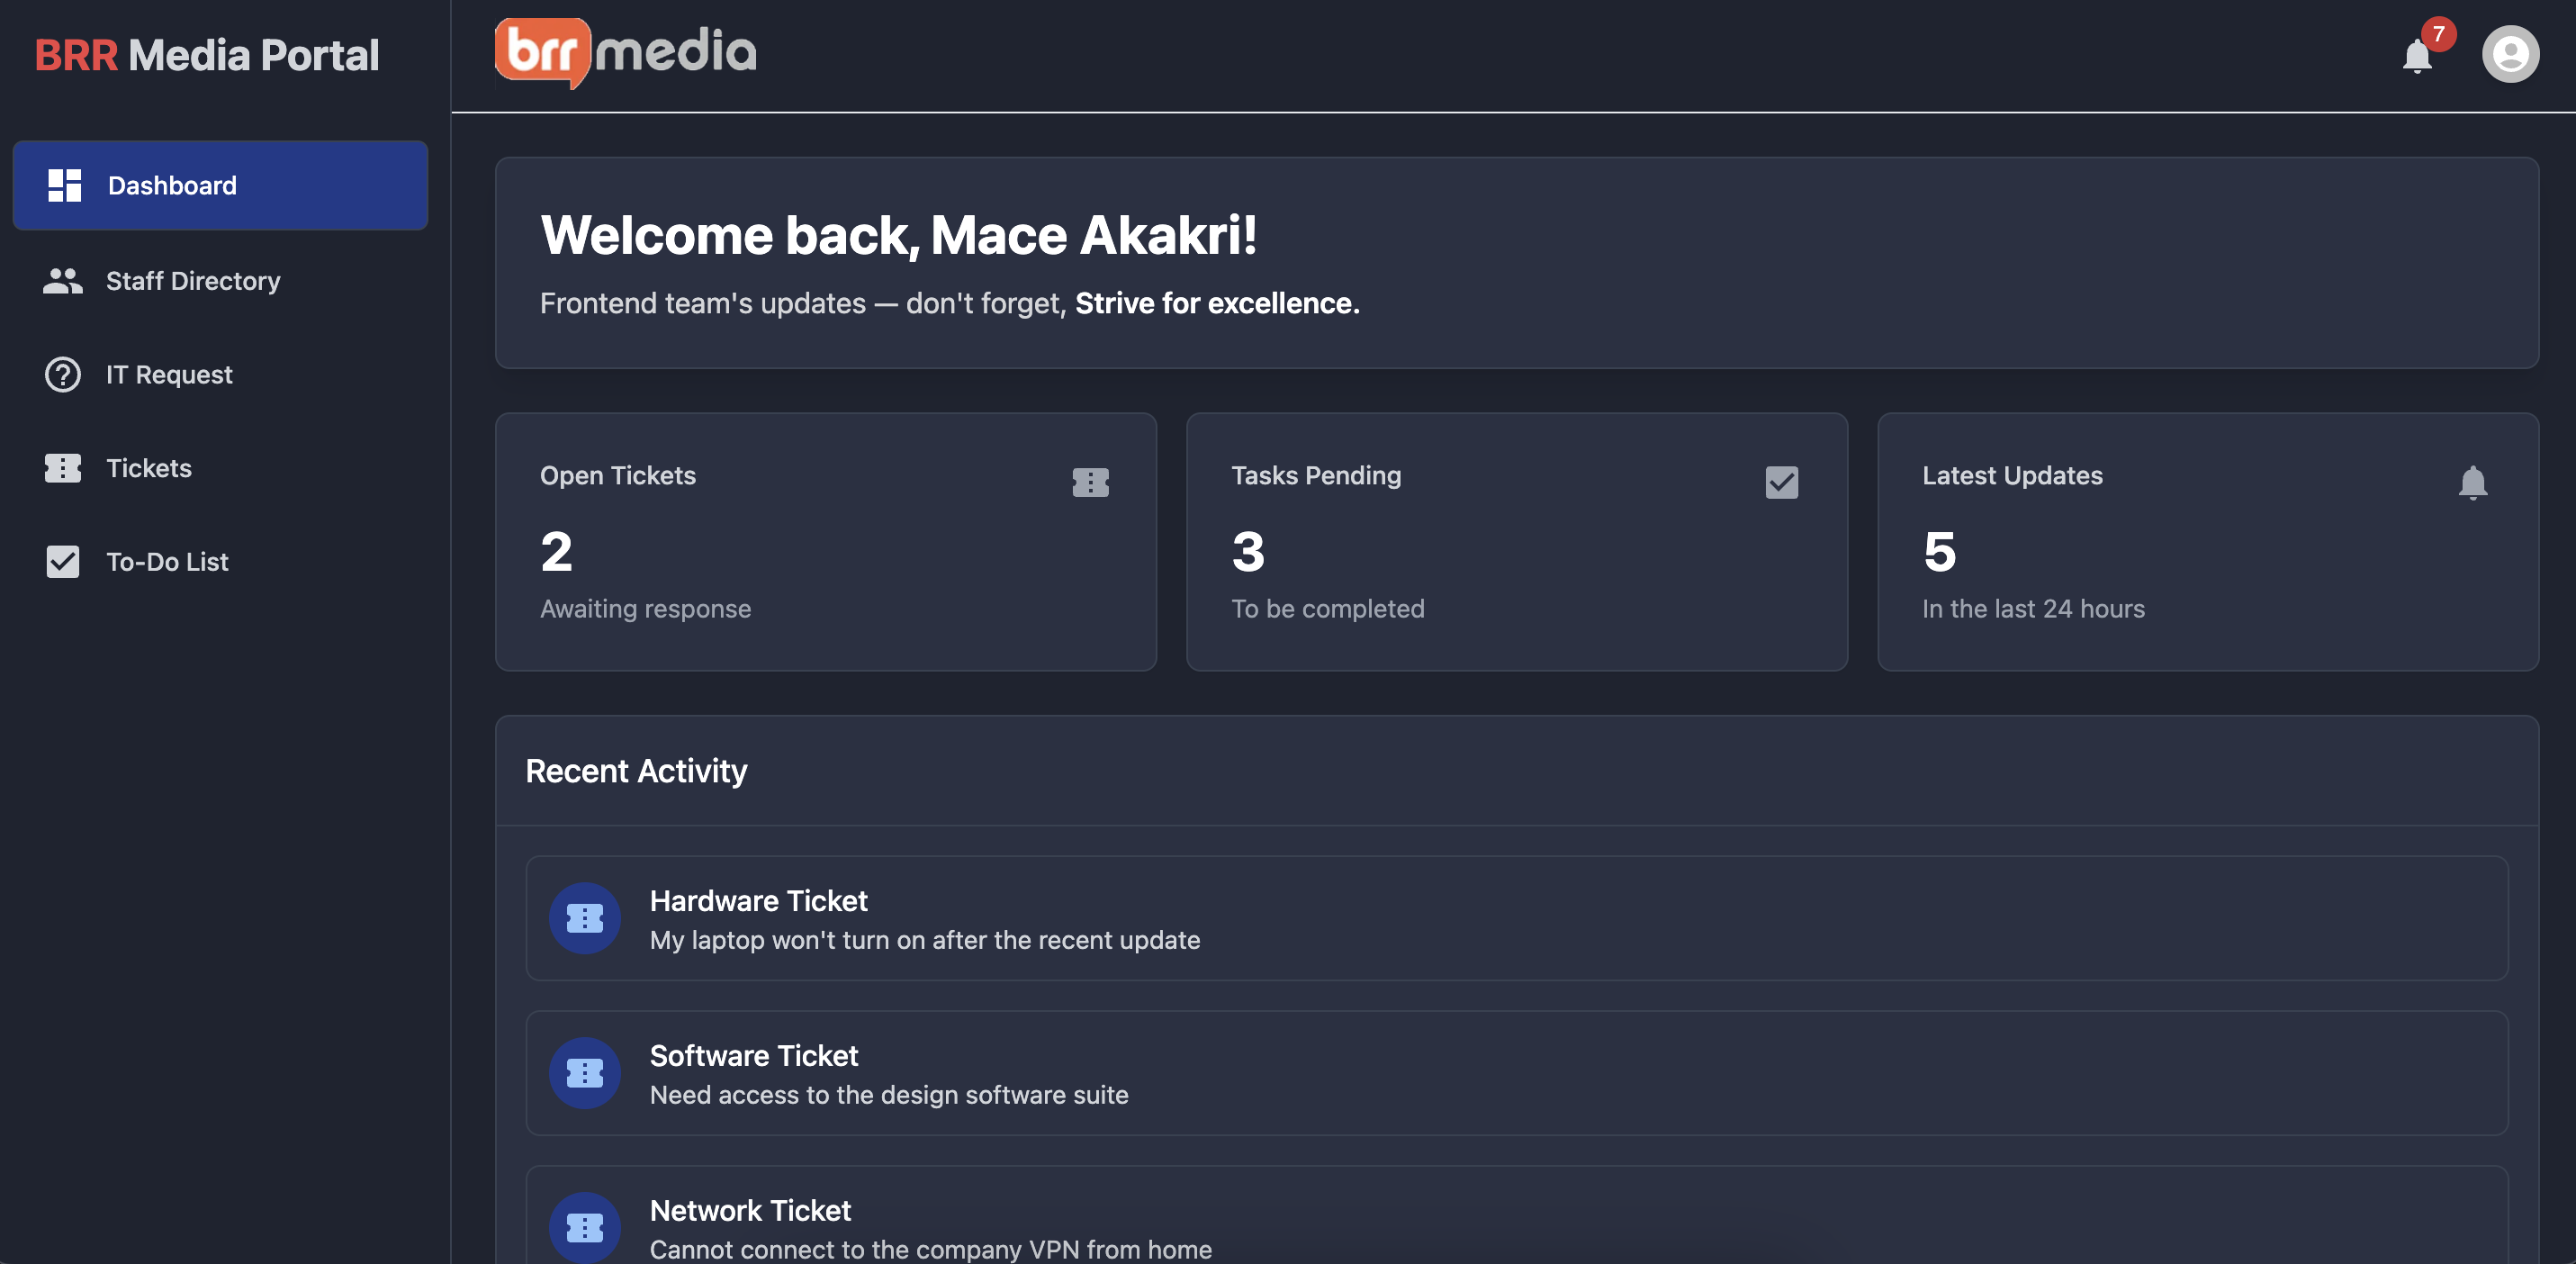 BRR Media Portal
Dashboard
Staff Directory
IT Request
Tickets
To-Do List
brr media
7
Welcome back, Mace Akakri!
Frontend team's updates — don't forget, Strive for excellence.
Open Tickets
2
Awaiting response
Tasks Pending
3
To be completed
Latest Updates
5
In the last 24 hours
Recent Activity
Hardware Ticket
My laptop won't turn on after the recent update
Software Ticket
Need access to the design software suite
Network Ticket
Cannot connect to the company VPN from home